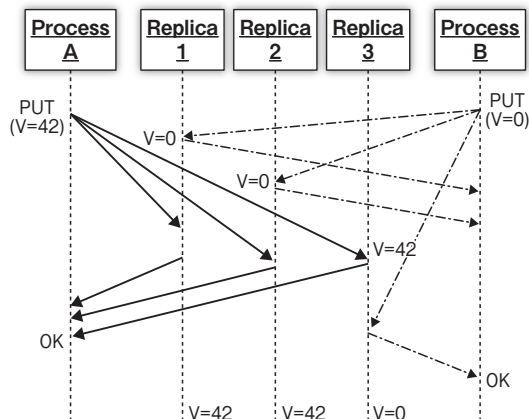 Process A
Replica 1
Replica 2
Replica 3
Process B
PUT
(V=42)
PUT
(V=0)
V=0
V=0
V=42
OK
OK
V=42
V=42
V=0